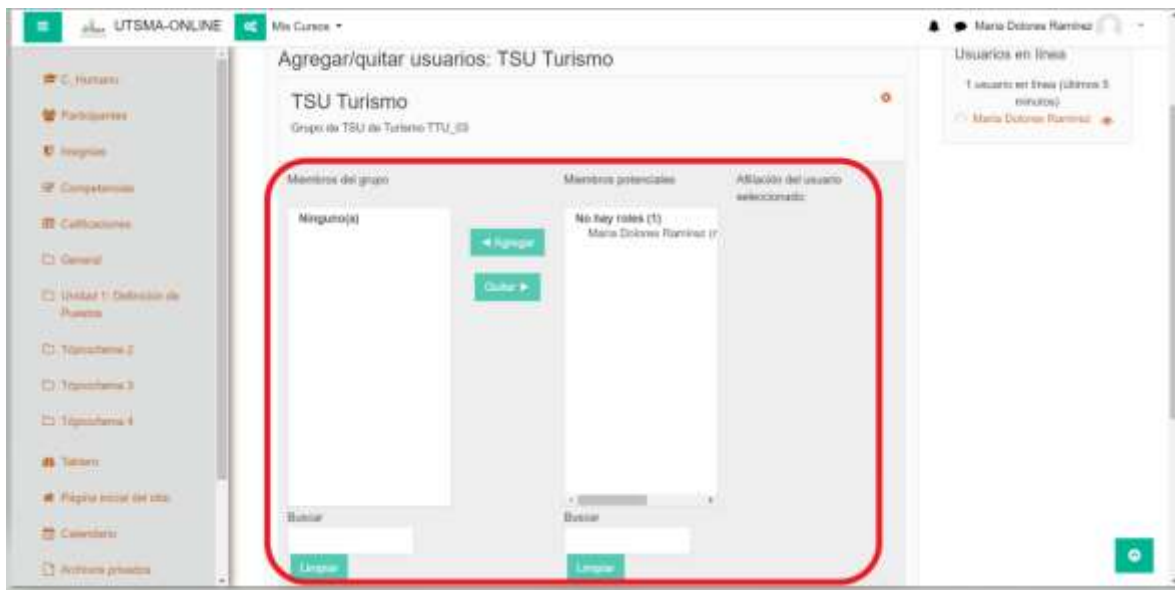 UTSMA-ONLINE
Mis Cursos
Maria Dolores Ramirez
C_Humano
Participantes
Insignias
Competencias
Calificaciones
General
Unidad 1: Definición de
Puestos
Tópico/tema 2
Tópico/tema 3
Tópico/tema 4
Tablero
Página inicial del sitio
Calendario
Archivos privados
Agregar/quitar usuarios: TSU Turismo
TSU Turismo
Grupo de TSU de Turismo TTU_03
Miembros del grupo
Ninguno(a)
Agregar
Quitar
Buscar
Limpiar
Miembros potenciales
No hay roles (1)
Maria Dolores Ramirez (r
Buscar
Limpiar
Afiliación del usuario
seleccionado:
Usuarios en línea
1 usuario en línea (últimos 5
minutos)
Maria Dolores Ramirez